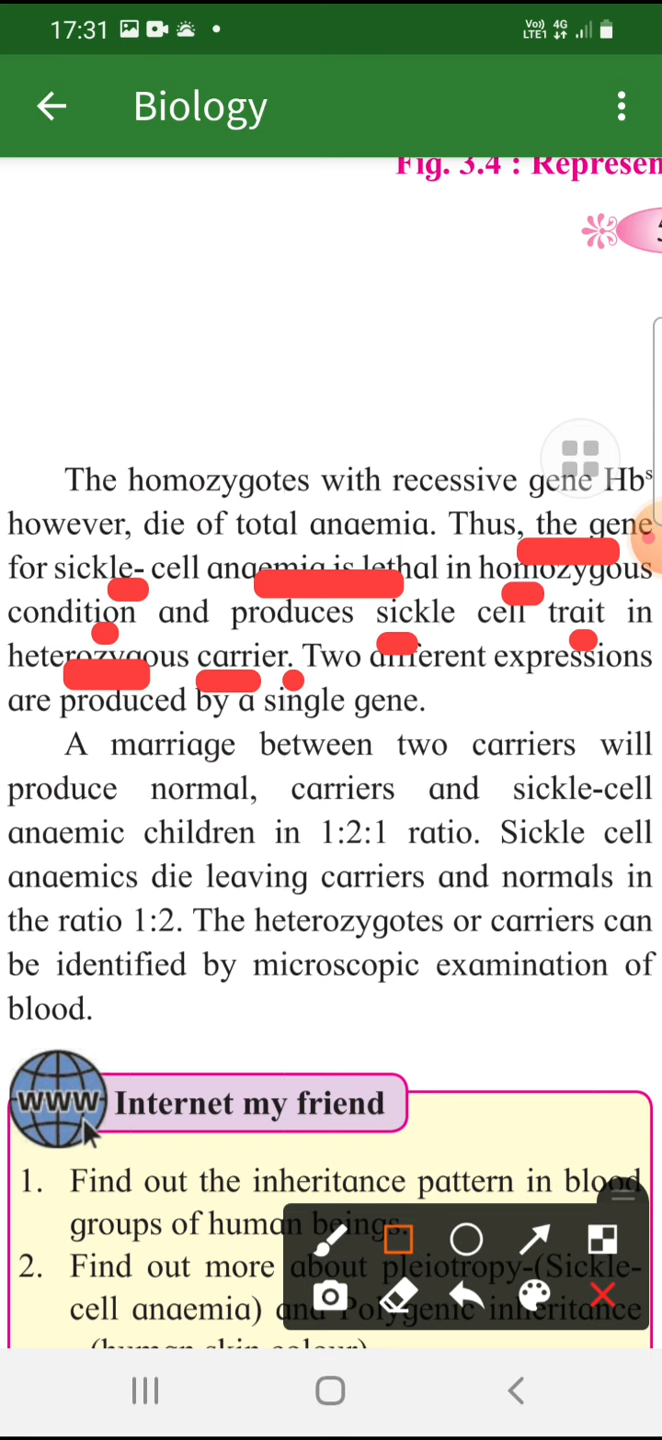 17:31
Vo)) 4G
LTE1
Biology
Fig. 3.4 : Represen
The homozygotes with recessive gene Hbˢ
however, die of total anaemia. Thus, the gene
for sickle- cell anaemia is lethal in homozygous
condition and produces sickle cell trait in
heterozygous carrier. Two different expressions
are produced by a single gene.
A marriage between two carriers will
produce normal, carriers and sickle-cell
anaemic children in 1:2:1 ratio. Sickle cell
anaemics die leaving carriers and normals in
the ratio 1:2. The heterozygotes or carriers can
be identified by microscopic examination of
blood.
www Internet my friend
1. Find out the inheritance pattern in blood
groups of human beings.
2. Find out more about pleiotropy-(Sickle-
cell anaemia) and Polygenic inheritance
(human skin colour)